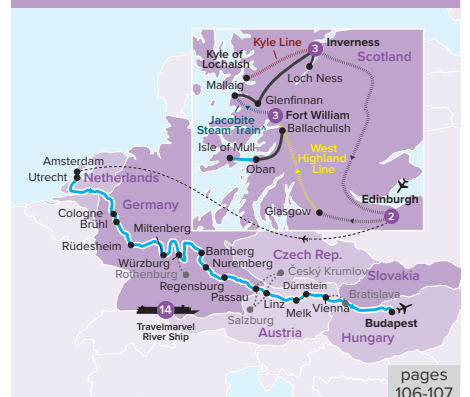 Kyle Line
Inverness
3
Scotland
Kyle of
Lochalsh
Loch Ness
Mallaig
Glenfinnan
3
Fort William
Ballachulish
Jacobite
Steam Train^
Isle of Mull
Oban
West
Highland
Line
Glasgow
Edinburgh
2
Amsterdam
Utrecht
Netherlands
Germany
Cologne
Brühl
Miltenberg
Rüdesheim
Würzburg
Rothenburg
Bamberg
Nuremberg
Regensburg
Czech Rep.
Český Krumlov
Slovakia
Passau
Linz
Dürnstein
Melk
Vienna
Bratislava
Salzburg
Austria
Budapest
Hungary
14
Travelmarvel
River Ship
pages
106-107